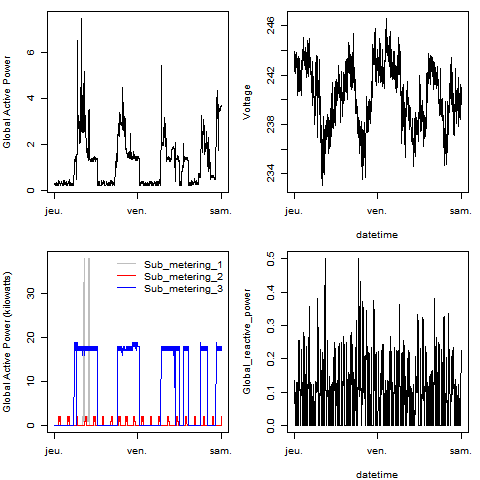 Global Active Power
6
4
2
0
jeu. ven. sam.
Voltage
246
242
238
234
jeu. ven. sam.
datetime
Global Active Power (kilowatts)
30
20
10
0
Sub_metering_1
Sub_metering_2
Sub_metering_3
jeu. ven. sam.
Global_reactive_power
0.5
0.4
0.3
0.2
0.1
0.0
jeu. ven. sam.
datetime